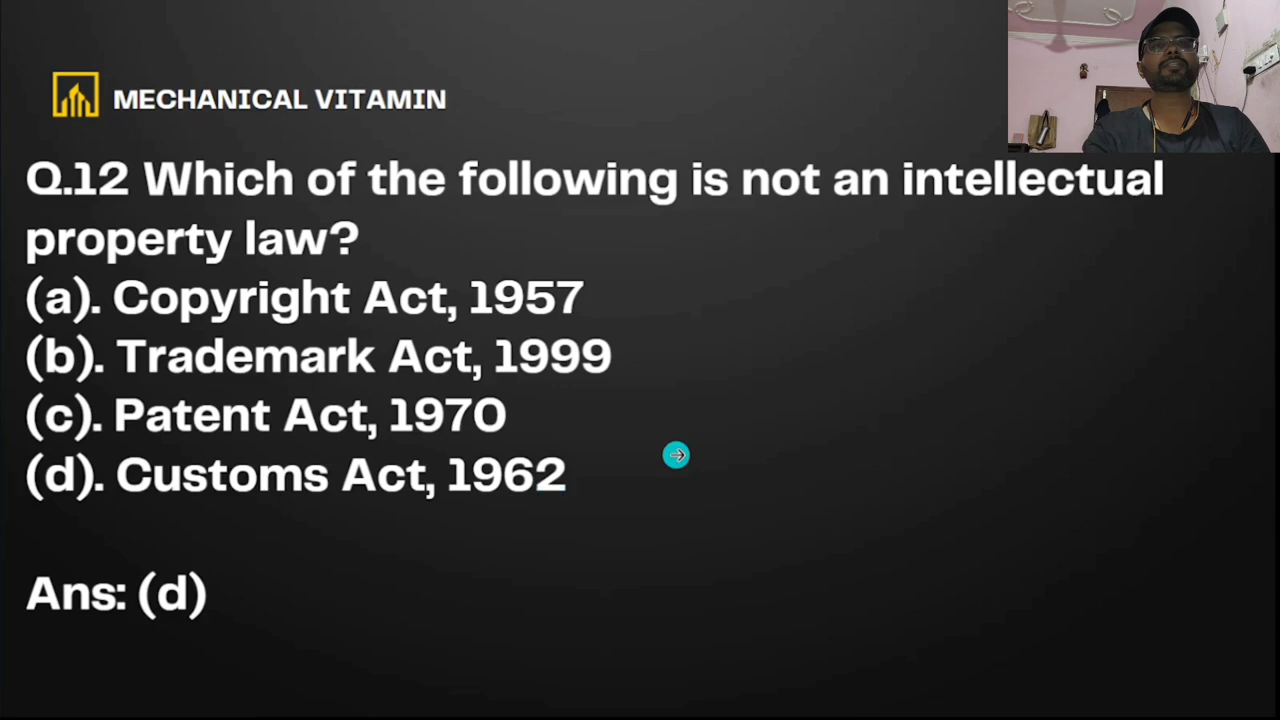 MECHANICAL VITAMIN
Q.12 Which of the following is not an intellectual
property law?
(a). Copyright Act, 1957
(b). Trademark Act, 1999
(c). Patent Act, 1970
(d). Customs Act, 1962
Ans: (d)